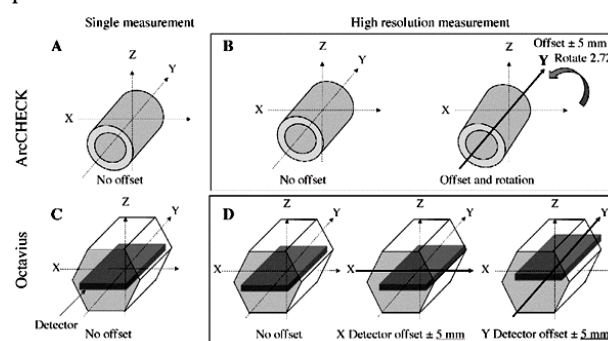 Single measurement
High resolution measurement
A
Z
Y
X
No offset
B
Z
Y
X
No offset
Offset ± 5 mm
Y Rotate 2.72
Z
X
Offset and rotation
ArcCHECK
C
Z
Y
X
Detector
No offset
D
Z
Y
X
No offset
Z
Y
X
X Detector offset ± 5 mm
Z
Y
X
Y Detector offset ± 5 mm
Octavius